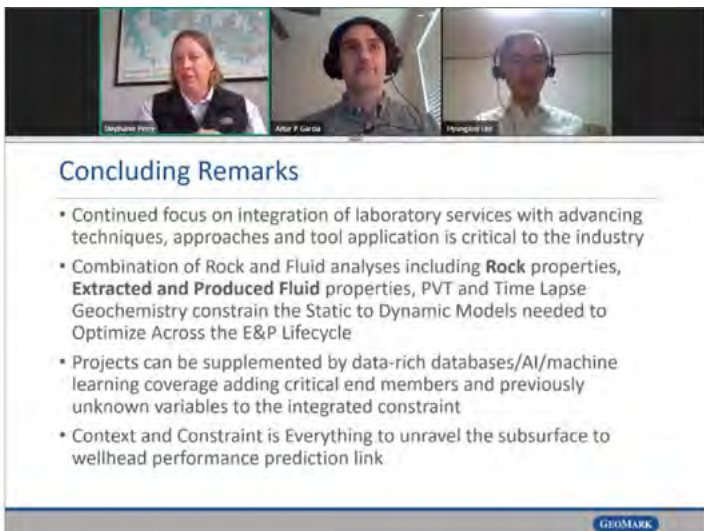 Stephanie Perry
Artur P Garcia
Hyungjoo Lee
Concluding Remarks
• Continued focus on integration of laboratory services with advancing
techniques, approaches and tool application is critical to the industry
• Combination of Rock and Fluid analyses including Rock properties,
Extracted and Produced Fluid properties, PVT and Time Lapse
Geochemistry constrain the Static to Dynamic Models needed to
Optimize Across the E&P Lifecycle
• Projects can be supplemented by data-rich databases/AI/machine
learning coverage adding critical end members and previously
unknown variables to the integrated constraint
• Context and Constraint is Everything to unravel the subsurface to
wellhead performance prediction link
GEOMARK